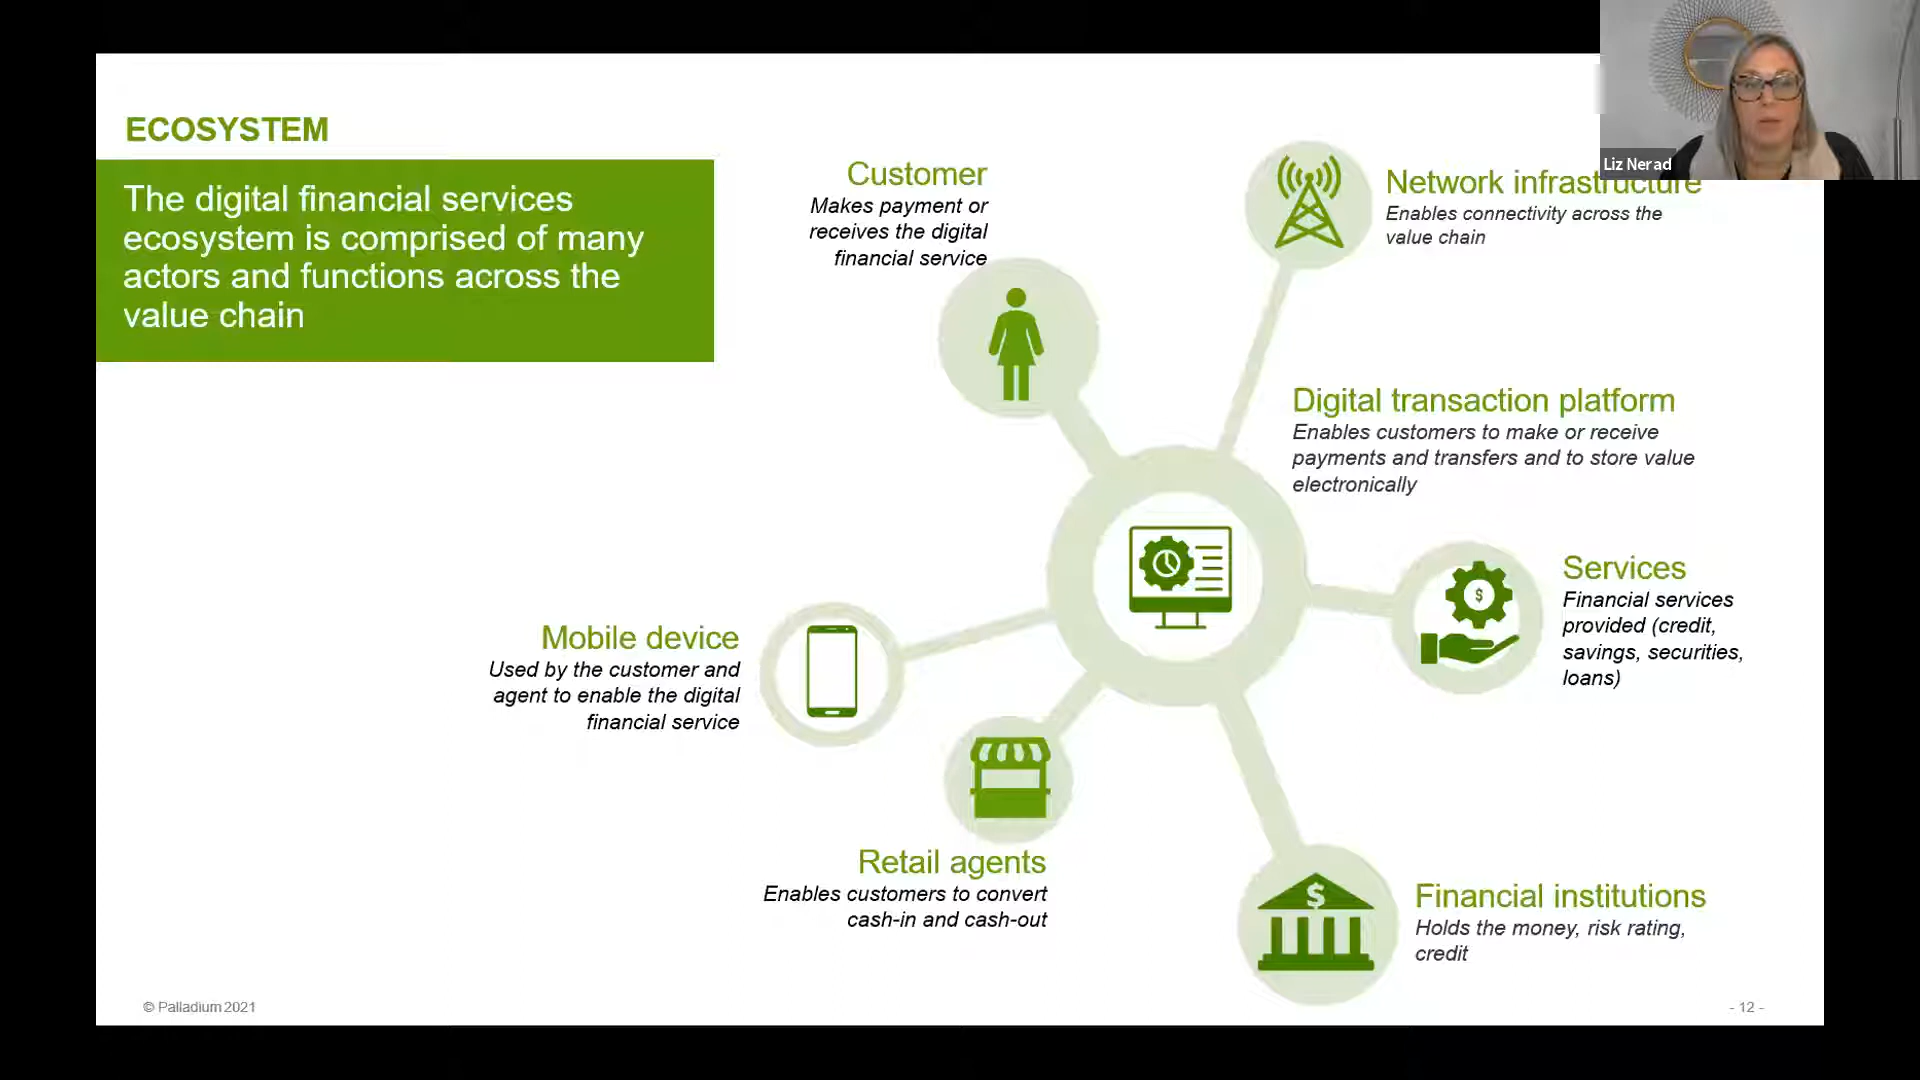 Liz Nerad
ECOSYSTEM
The digital financial services
ecosystem is comprised of many
actors and functions across the
value chain
Customer
Makes payment or
receives the digital
financial service
Network infrastructure
Enables connectivity across the
value chain
Digital transaction platform
Enables customers to make or receive
payments and transfers and to store value
electronically
$
Services
Financial services
provided (credit,
savings, securities,
loans)
Mobile device
Used by the customer and
agent to enable the digital
financial service
Retail agents
Enables customers to convert
cash-in and cash-out
$
Financial institutions
Holds the money, risk rating,
credit
© Palladium 2021
- 12 -